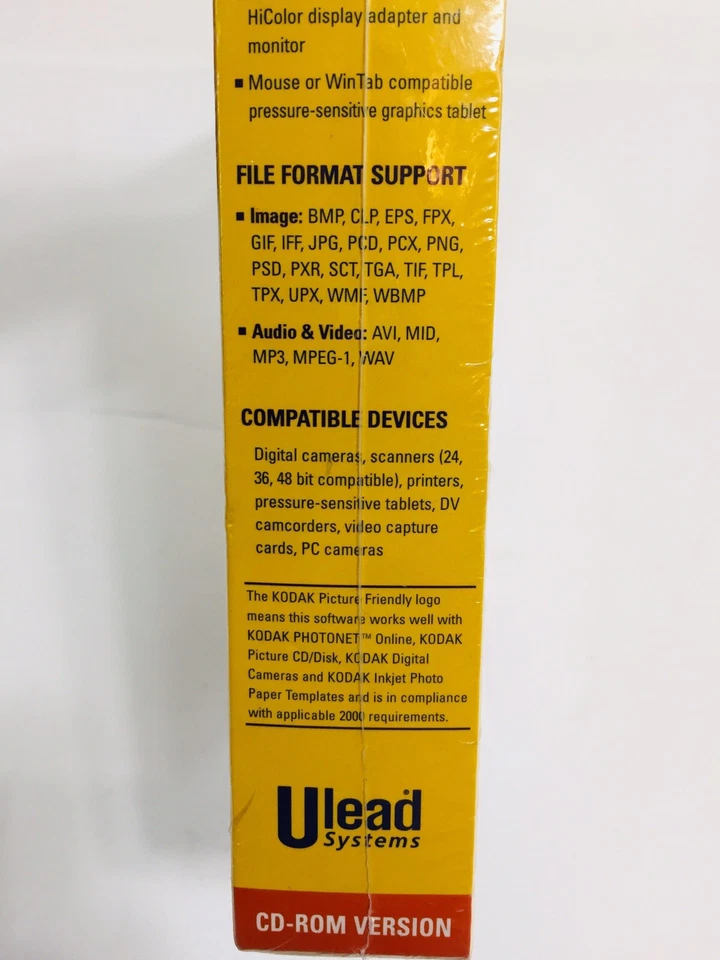 HiColor display adapter and
monitor
▪ Mouse or WinTab compatible
pressure-sensitive graphics tablet
FILE FORMAT SUPPORT
▪ Image: BMP, CLP, EPS, FPX,
GIF, IFF, JPG, PCD, PCX, PNG,
PSD, PXR, SCT, TGA, TIF, TPL,
TPX, UPX, WMF, WBMP
▪ Audio & Video: AVI, MID,
MP3, MPEG-1, WAV
COMPATIBLE DEVICES
Digital cameras, scanners (24,
36, 48 bit compatible), printers,
pressure-sensitive tablets, DV
camcorders, video capture
cards, PC cameras
The KODAK Picture Friendly logo
means this software works well with
KODAK PHOTONET™ Online, KODAK
Picture CD/Disk, KODAK Digital
Cameras and KODAK Inkjet Photo
Paper Templates and is in compliance
with applicable 2000 requirements.
Ulead
Systems
CD-ROM VERSION